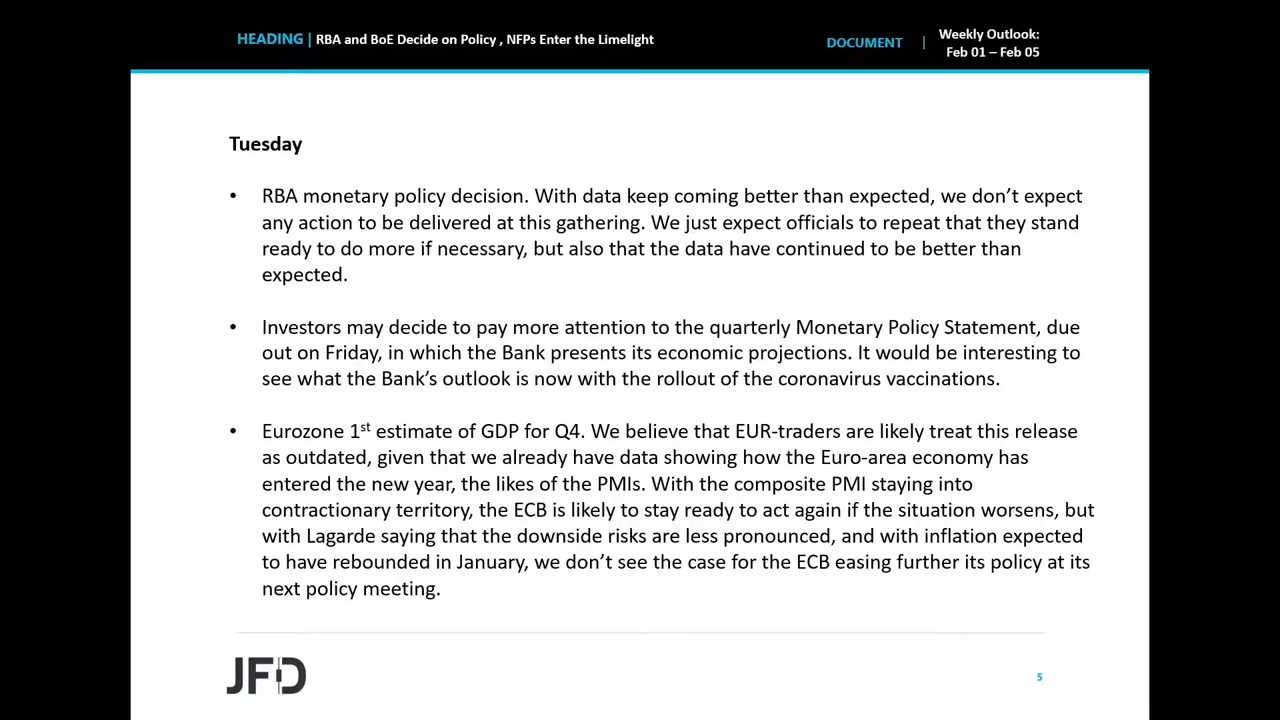 HEADING | RBA and BoE Decide on Policy , NFPs Enter the Limelight
DOCUMENT | Weekly Outlook:
Feb 01 – Feb 05
Tuesday
• RBA monetary policy decision. With data keep coming better than expected, we don’t expect
any action to be delivered at this gathering. We just expect officials to repeat that they stand
ready to do more if necessary, but also that the data have continued to be better than
expected.
• Investors may decide to pay more attention to the quarterly Monetary Policy Statement, due
out on Friday, in which the Bank presents its economic projections. It would be interesting to
see what the Bank’s outlook is now with the rollout of the coronavirus vaccinations.
• Eurozone 1st estimate of GDP for Q4. We believe that EUR-traders are likely treat this release
as outdated, given that we already have data showing how the Euro-area economy has
entered the new year, the likes of the PMIs. With the composite PMI staying into
contractionary territory, the ECB is likely to stay ready to act again if the situation worsens, but
with Lagarde saying that the downside risks are less pronounced, and with inflation expected
to have rebounded in January, we don’t see the case for the ECB easing further its policy at its
next policy meeting.
JFD
5